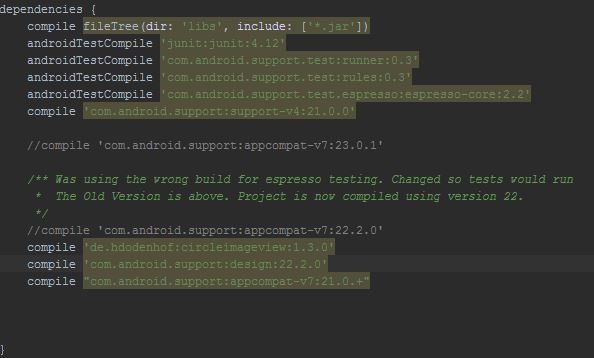 dependencies {
compile fileTree(dir: 'libs', include: ['*.jar'])
androidTestCompile 'junit:junit:4.12'
androidTestCompile 'com.android.support.test:runner:0.3'
androidTestCompile 'com.android.support.test:rules:0.3'
androidTestCompile 'com.android.support.test.espresso:espresso-core:2.2'
compile 'com.android.support:support-v4:21.0.0'
//compile 'com.android.support:appcompat-v7:23.0.1'
/** Was using the wrong build for espresso testing. Changed so tests would run
* The Old Version is above. Project is now compiled using version 22.
*/
//compile 'com.android.support:appcompat-v7:22.2.0'
compile 'de.hdodenhof:circleimageview:1.3.0'
compile 'com.android.support:design:22.2.0'
compile "com.android.support:appcompat-v7:21.0.+"
}